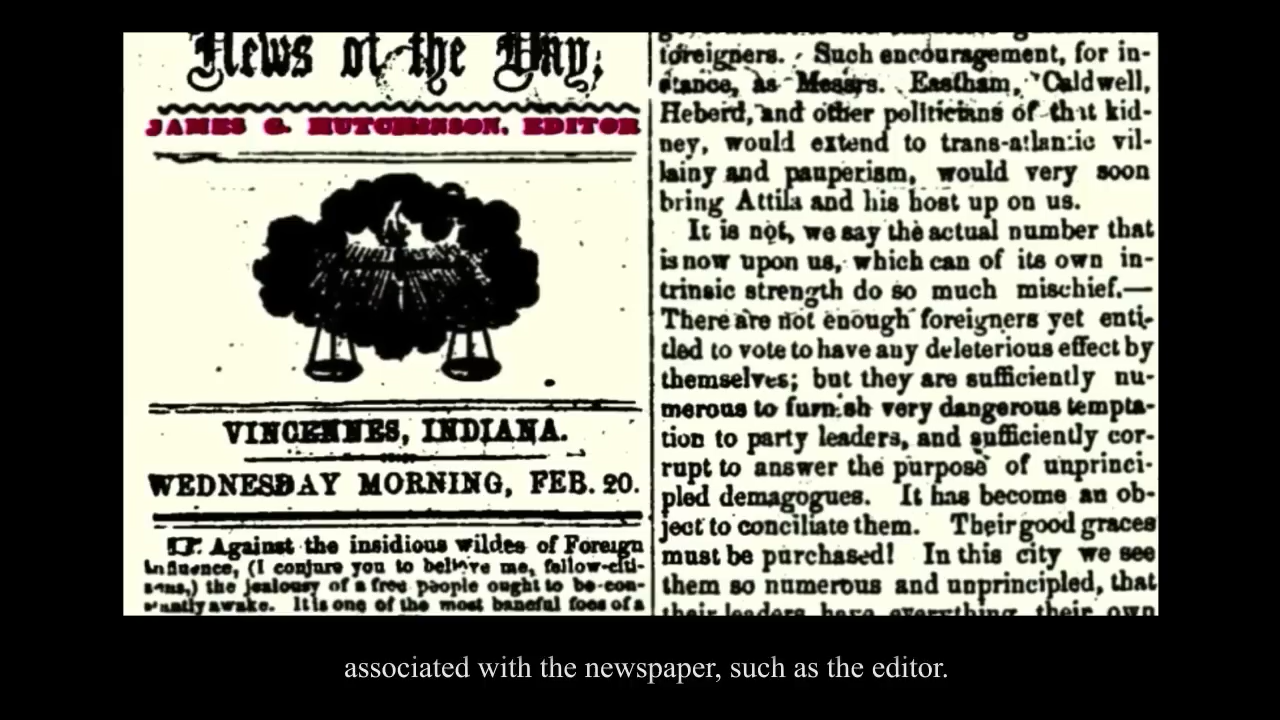 News of the Day,
JAMES G. HUTCHINSON, EDITOR
VINCENNES, INDIANA.
WEDNESDAY MORNING, FEB. 20.
Against the insidious wildes of Foreign
Influence, (I conjure you to believe me, fellow-citi-
zens,) the jealousy of a free people ought to be con-
stantly awake. It is one of the most baneful foes of a
foreigners. Such encouragement, for in-
stance, as Messrs. Eastham, Caldwell,
Heberd, and other politicians of that kid-
ney, would extend to trans-atlantic vil-
lainy and pauperism, would very soon
bring Attila and his host up on us.
It is not, we say the actual number that
is now upon us, which can of its own in-
trinsic strength do so much mischief.—
There are not enough foreigners yet enti-
tled to vote to have any deleterious effect by
themselves; but they are sufficiently nu-
merous to furnish very dangerous tempta-
tion to party leaders, and sufficiently cor-
rupt to answer the purpose of unprinci-
pled demagogues. It has become an ob-
ject to conciliate them. Their good graces
must be purchased! In this city we see
them so numerous and unprincipled, that
their leaders have everything their own
associated with the newspaper, such as the editor.